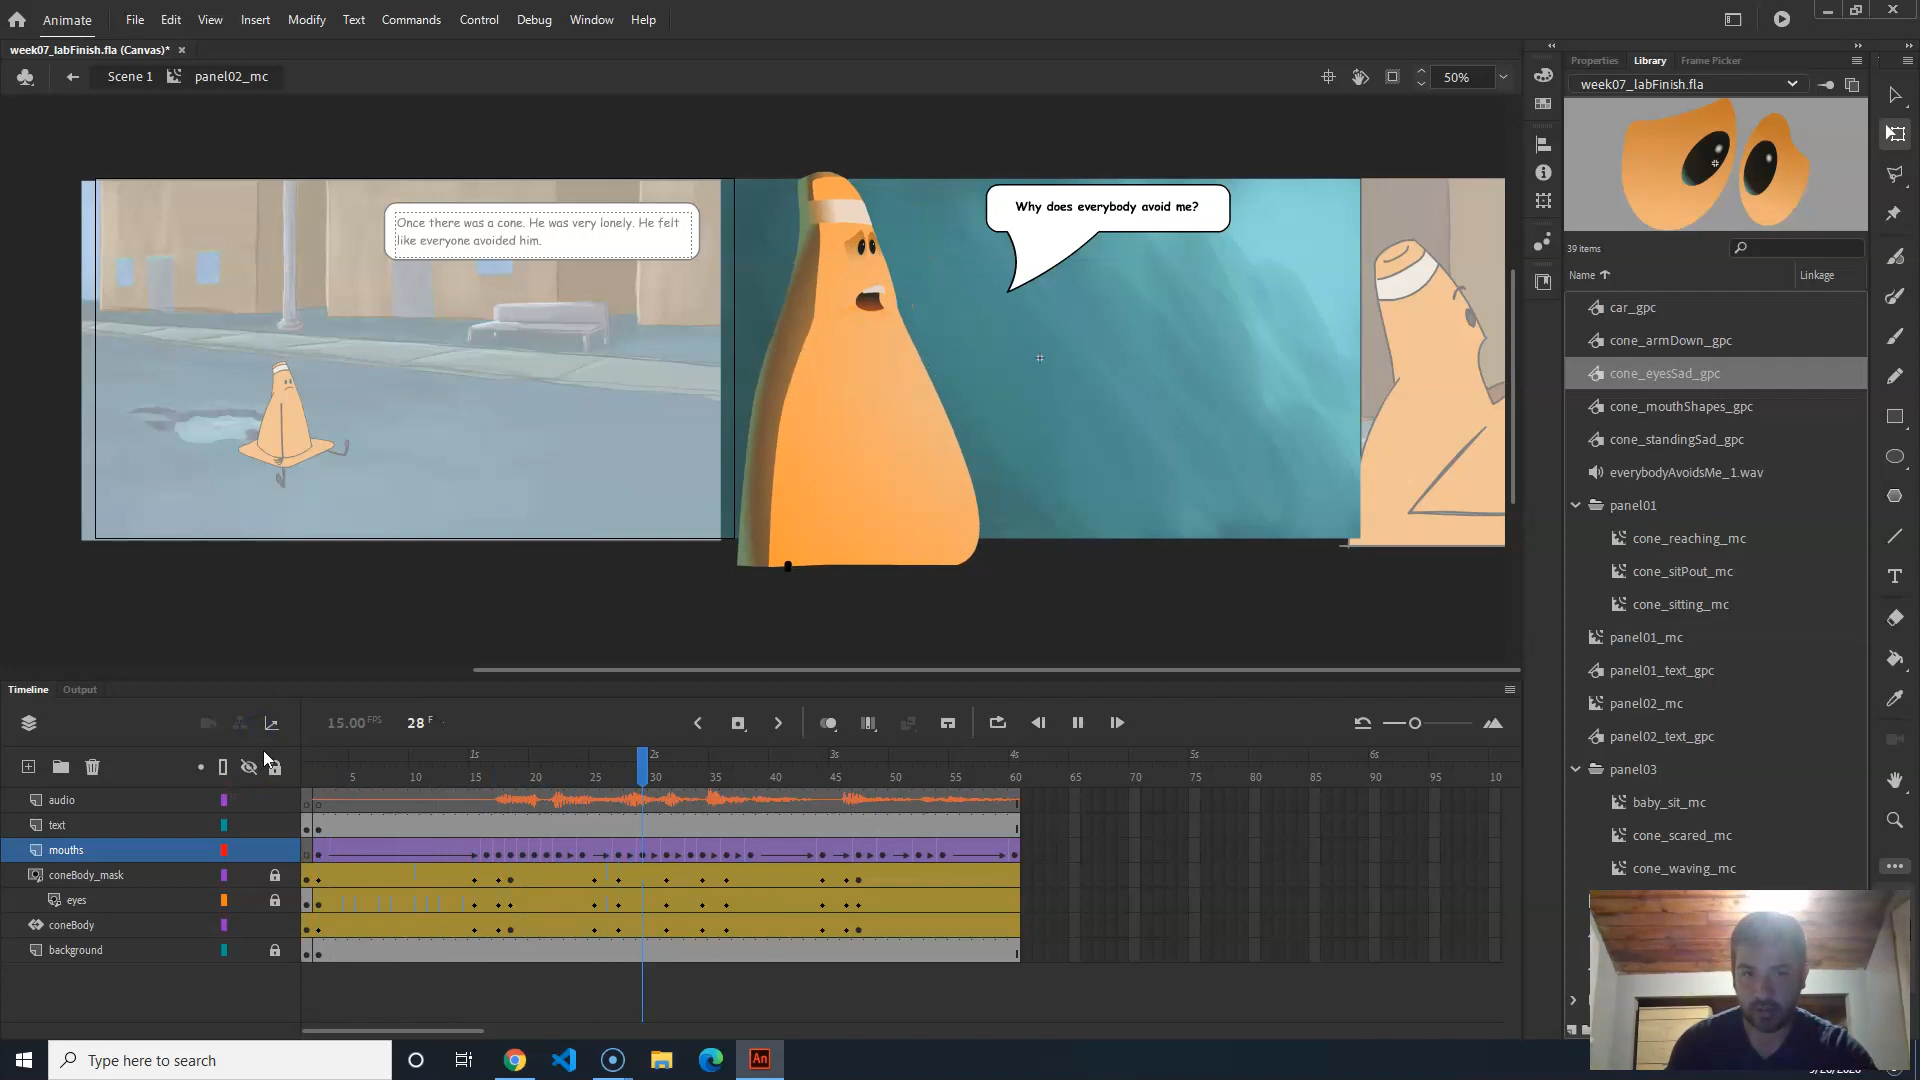 Animate File Edit View Insert Modify Text Commands Control Debug Window Help
week07_labFinish.fla (Canvas)*
Scene 1 panel02_mc
50%
Once there was a cone. He was very lonely. He felt
like everyone avoided him.
Why does everybody avoid me?
Properties Library Frame Picker
week07_labFinish.fla
39 items
Name Linkage
car_gpc
cone_armDown_gpc
cone_eyesSad_gpc
cone_mouthShapes_gpc
cone_standingSad_gpc
everybodyAvoidsMe_1.wav
panel01
cone_reaching_mc
cone_sitPout_mc
cone_sitting_mc
panel01_mc
panel01_text_gpc
panel02_mc
panel02_text_gpc
panel03
baby_sit_mc
cone_scared_mc
cone_waving_mc
Timeline Output
15.00 FPS 28 F
1s 2s 3s 4s 5s 6s
5 10 15 20 25 30 35 40 45 50 55 60 65 70 75 80 85 90 95 10
audio
text
mouths
coneBody_mask
eyes
coneBody
background
Type here to search
An